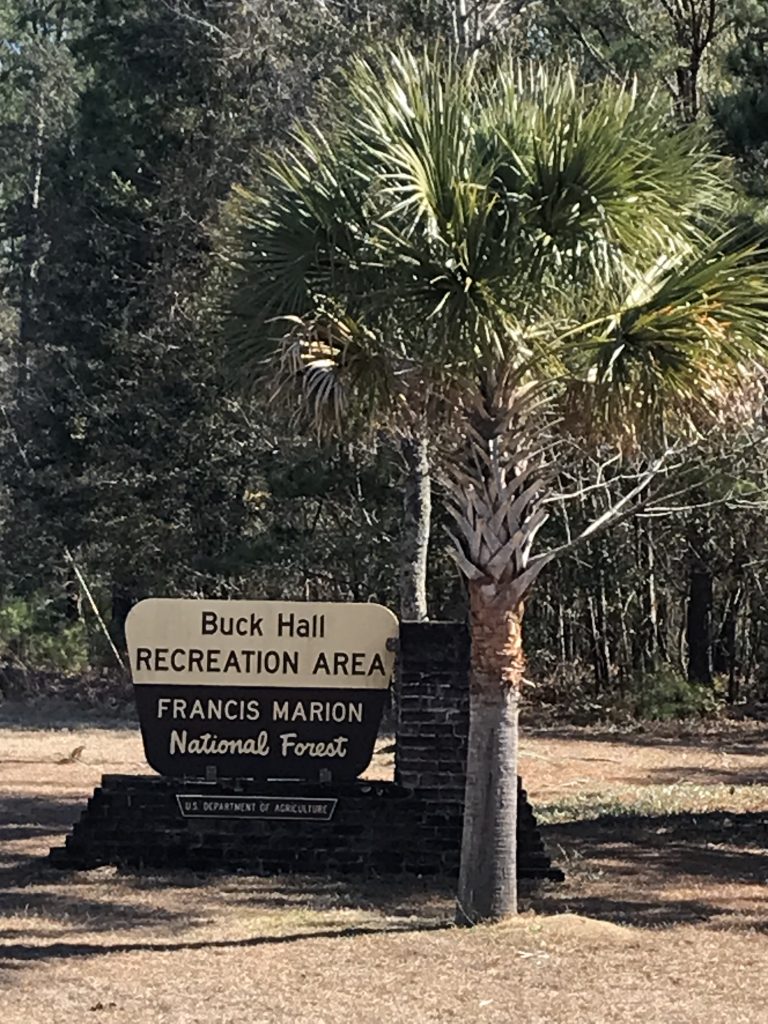 Buck Hall
RECREATION AREA
FRANCIS MARION
National Forest
U.S. DEPARTMENT OF AGRICULTURE